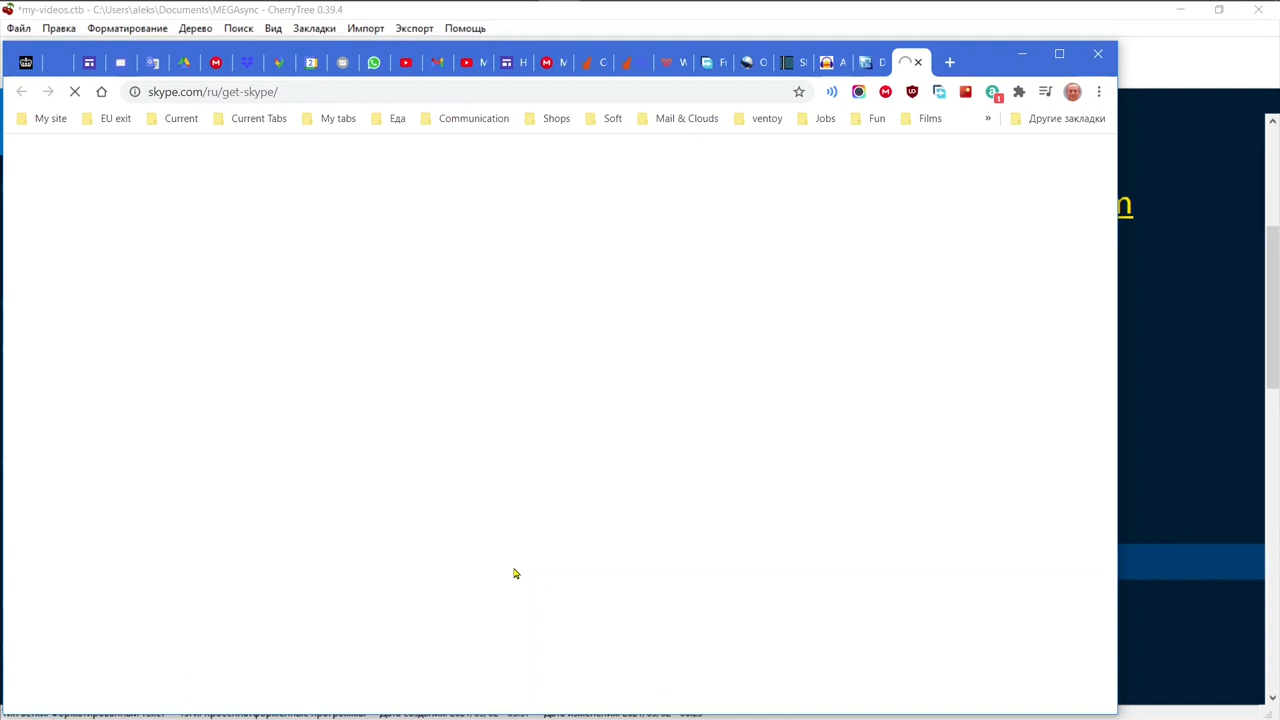 *my-videos.ctb - C:\Users\aleks\Documents\MEGAsync - CherryTree 0.39.4
Файл Правка Форматирование Дерево Поиск Вид Закладки Импорт Экспорт Помощь
skype.com/ru/get-skype/
My site EU exit Current Current Tabs My tabs Еда Communication Shops Soft Mail & Clouds ventoy Jobs Fun Films » Другие закладки